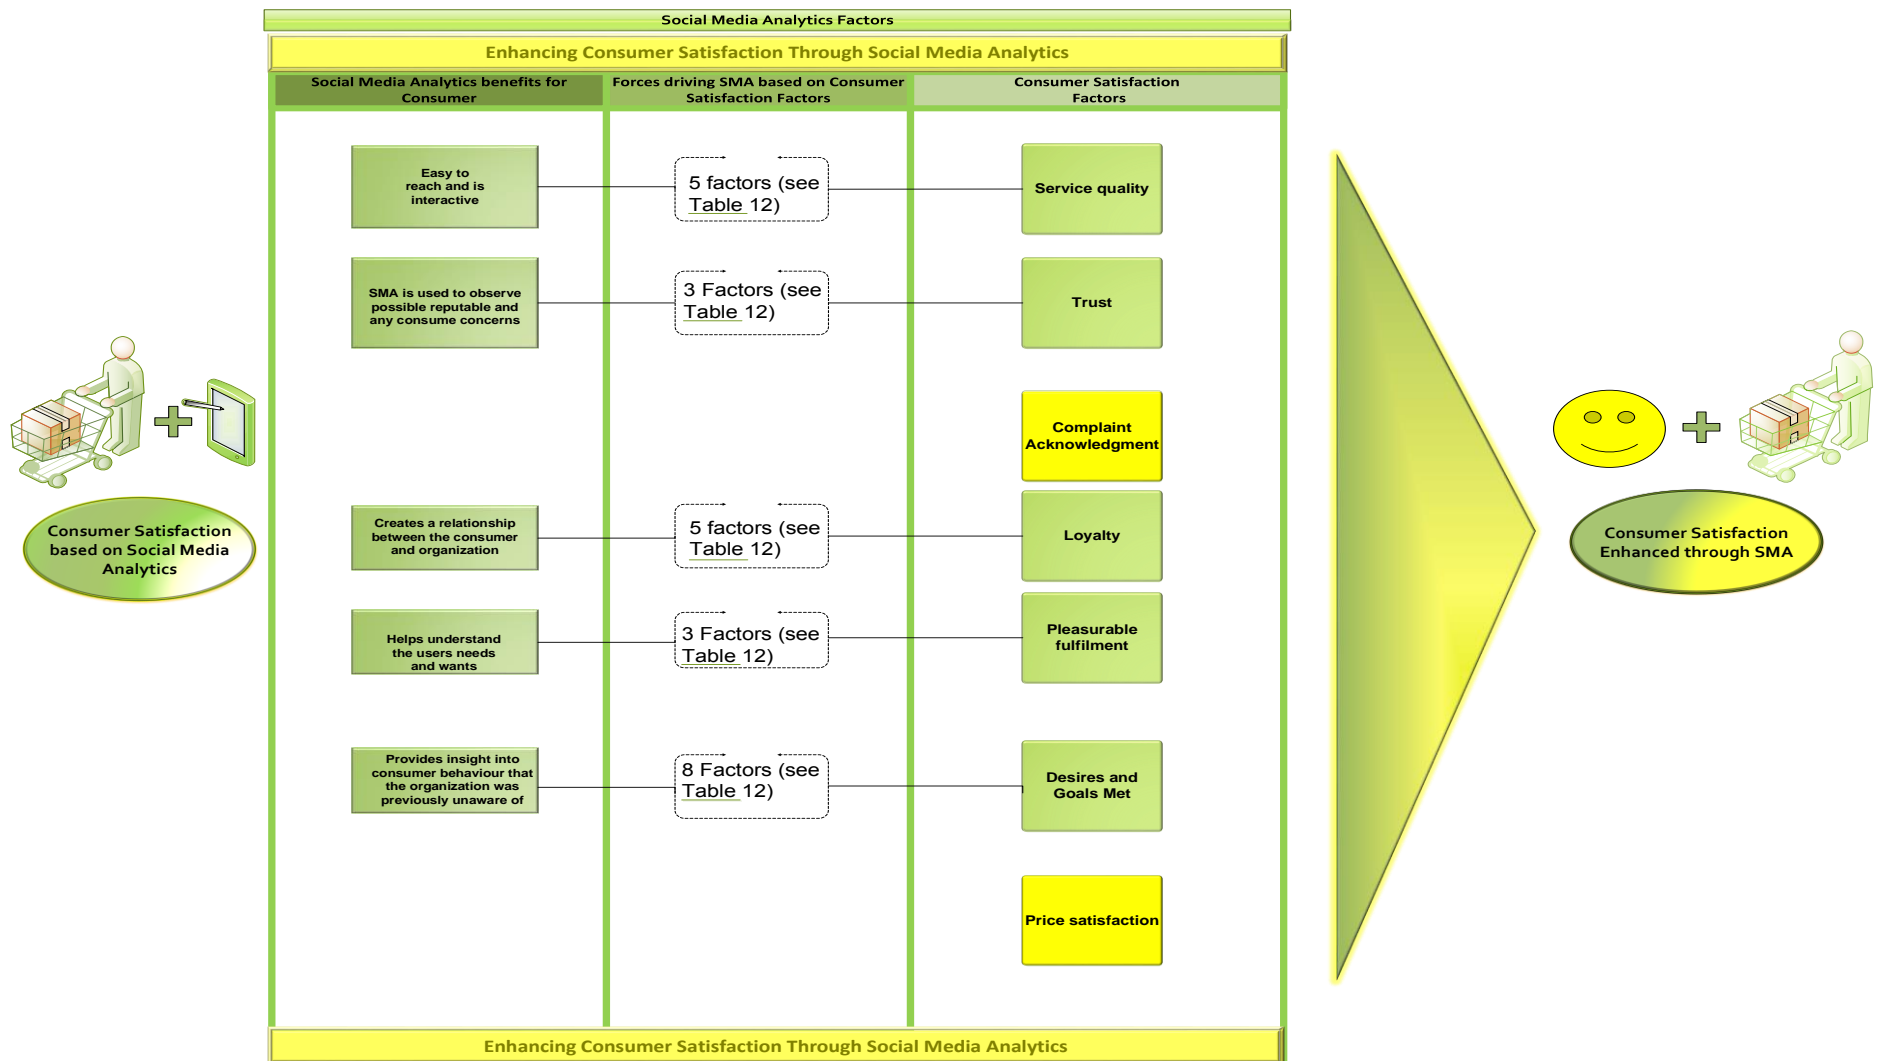 Social Media Analytics Factors
Enhancing Consumer Satisfaction Through Social Media Analytics
Social Media Analytics benefits for
Consumer
Forces driving SMA based on Consumer
Satisfaction Factors
Consumer Satisfaction
Factors
Easy to
reach and is
interactive
5 factors (see
Table 12)
Service quality
SMA is used to observe
possible reputable and
any consume concerns
3 Factors (see
Table 12)
Trust
Complaint
Acknowledgment
Creates a relationship
between the consumer
and organization
5 factors (see
Table 12)
Loyalty
Helps understand
the users needs
and wants
3 Factors (see
Table 12)
Pleasurable
fulfilment
Provides insight into
consumer behaviour that
the organization was
previously unaware of
8 Factors (see
Table 12)
Desires and
Goals Met
Price satisfaction
Enhancing Consumer Satisfaction Through Social Media Analytics
Consumer Satisfaction
based on Social Media
Analytics
Consumer Satisfaction
Enhanced through SMA